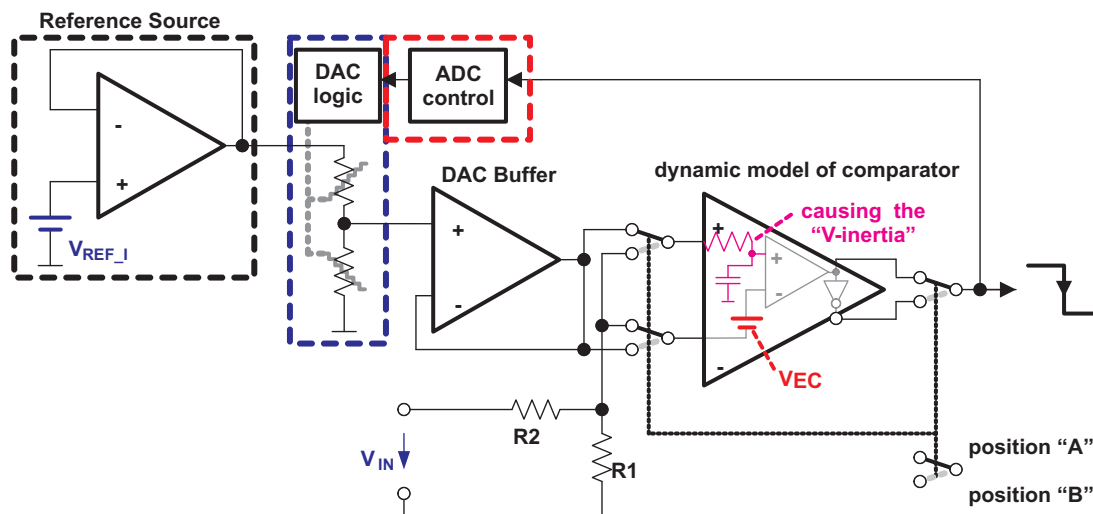 Reference Source
DAC
logic
ADC
control
DAC Buffer
dynamic model of comparator
causing the
“V-inertia”
-
+
VREF_I
+
-
+
-
+
-
VEC
R2
R1
VIN
position “A”
position “B”